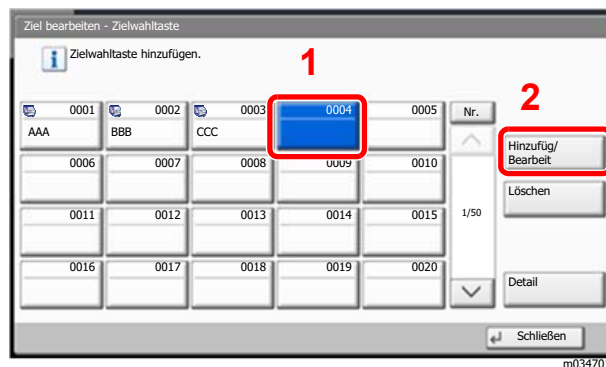 Ziel bearbeiten - Zielwahltaste
Zielwahltaste hinzufügen.
1
2
0001 0002 0003 0004 0005 Nr.
AAA BBB CCC
Hinzufüg/
Bearbeit
0006 0007 0008 0009 0010
Löschen
0011 0012 0013 0014 0015 1/50
0016 0017 0018 0019 0020
Detail
Schließen
m03470